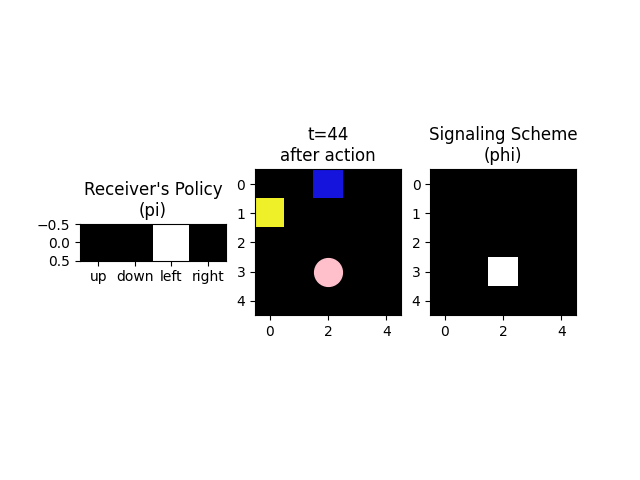 Receiver's Policy
(pi)
−0.5
0.0
0.5
up down left right
t=44
after action
0
1
2
3
4
0 2 4
Signaling Scheme
(phi)
0
1
2
3
4
0 2 4